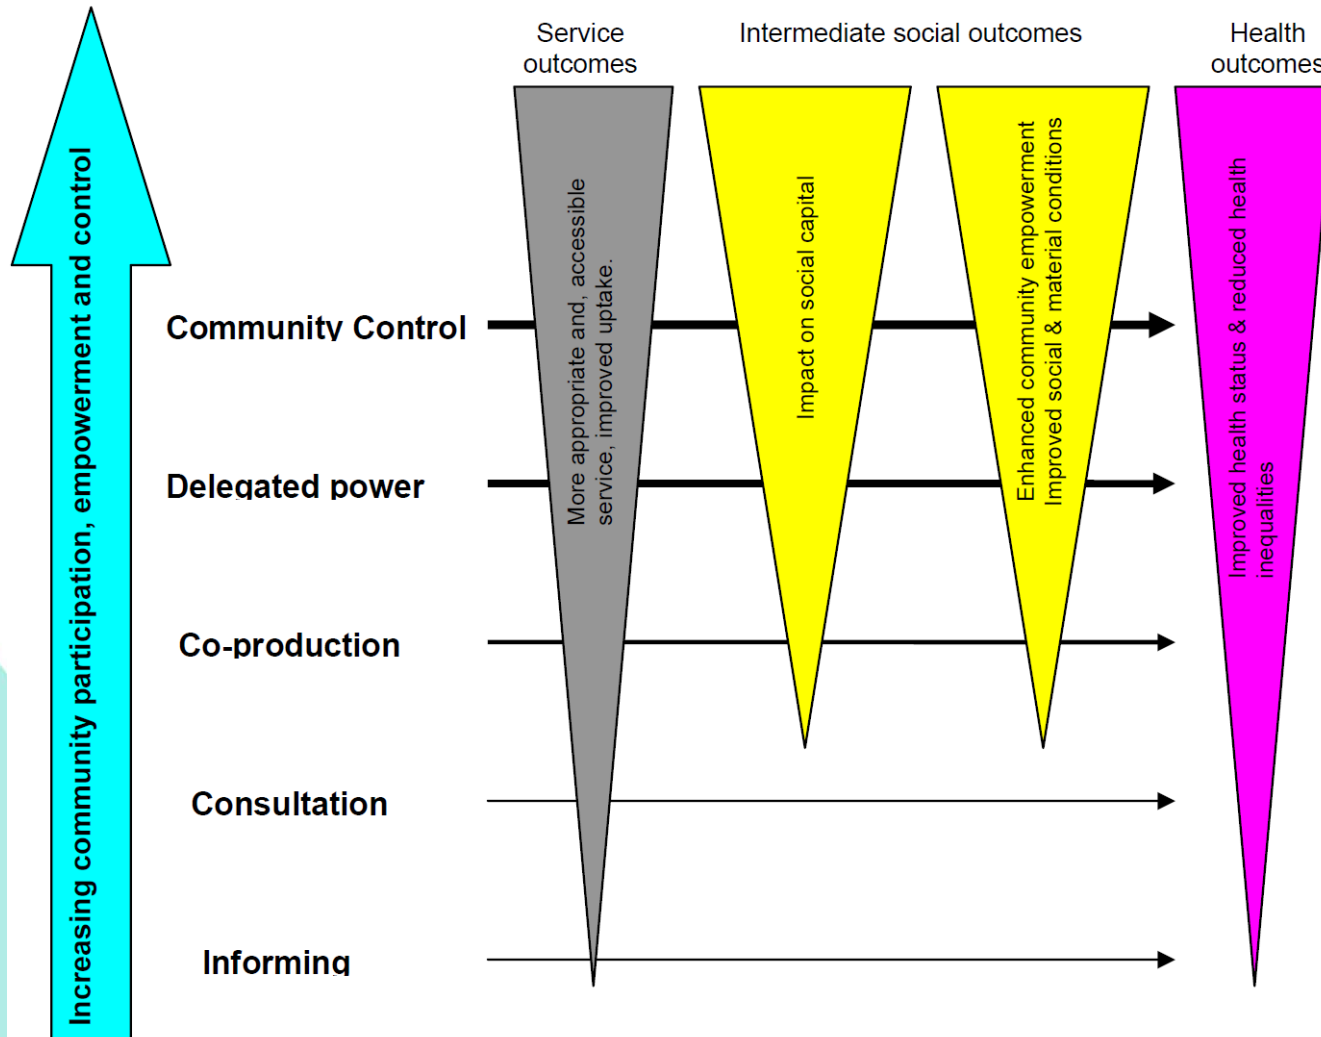 Service
outcomes
Intermediate social outcomes
Health
outcomes
Increasing community participation, empowerment and control
More appropriate and, accessible
service, improved uptake.
Impact on social capital
Enhanced community empowerment
Improved social & material conditions
Improved health status & reduced health
inequalities
Community Control
Delegated power
Co-production
Consultation
Informing